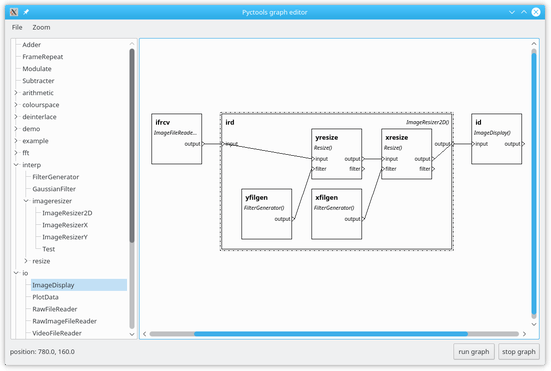 Pyctools graph editor
File Zoom
Adder
FrameRepeat
Modulate
Subtracter
arithmetic
colourspace
deinterlace
demo
example
fft
interp
FilterGenerator
GaussianFilter
imageresizer
ImageResizer2D
ImageResizerX
ImageResizerY
Test
resize
io
ImageDisplay
PlotData
RawFileReader
RawImageFileReader
VideoFileReader
ifrcv
ImageFileReade...
output
ird
ImageResizer2D()
input
output
yresize
Resize()
input output
filter filter
xresize
Resize()
input output
filter filter
yfilgen
FilterGenerator()
output
xfilgen
FilterGenerator()
output
id
ImageDisplay()
input output
position: 780.0, 160.0
run graph
stop graph